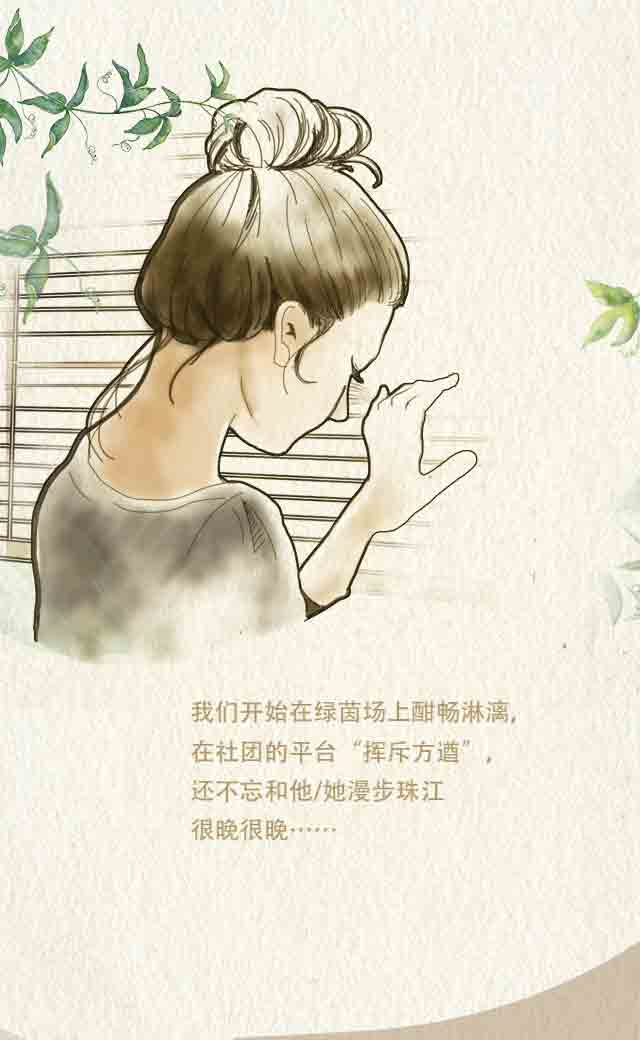 我们开始在绿茵场上酣畅淋漓,
在社团的平台“挥斥方遒”,
还不忘和他/她漫步珠江
很晚很晚……